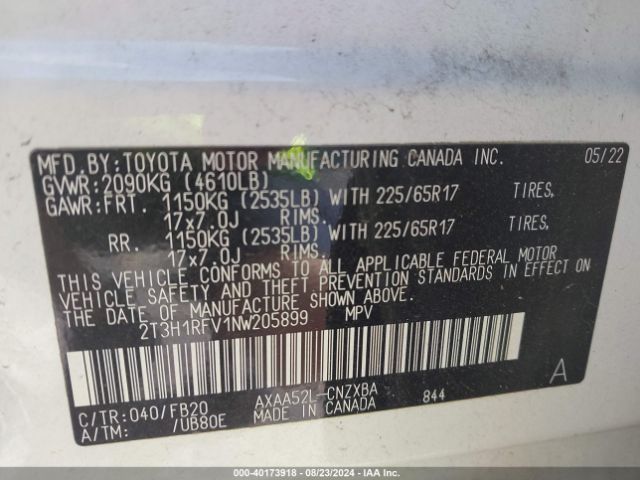 MFD.BY:TOYOTA MOTOR MANUFACTURING CANADA INC. 05/22
GVWR:2090KG (4610LB)
GAWR:FRT. 1150KG (2535LB) WITH 225/65R17 TIRES,
17x7.0J RIMS.
RR. 1150KG (2535LB) WITH 225/65R17 TIRES,
17x7.0J RIMS.
THIS VEHICLE CONFORMS TO ALL APPLICABLE FEDERAL MOTOR
VEHICLE SAFETY AND THEFT PREVENTION STANDARDS IN EFFECT ON
THE DATE OF MANUFACTURE SHOWN ABOVE.
2T3H1RFV1NW205899 MPV
C/TR:040/FB20 AXAA52L-CNZXBA 844 A
A/TM: /UB80E MADE IN CANADA
000-40173918 - 08/23/2024 - IAA Inc.